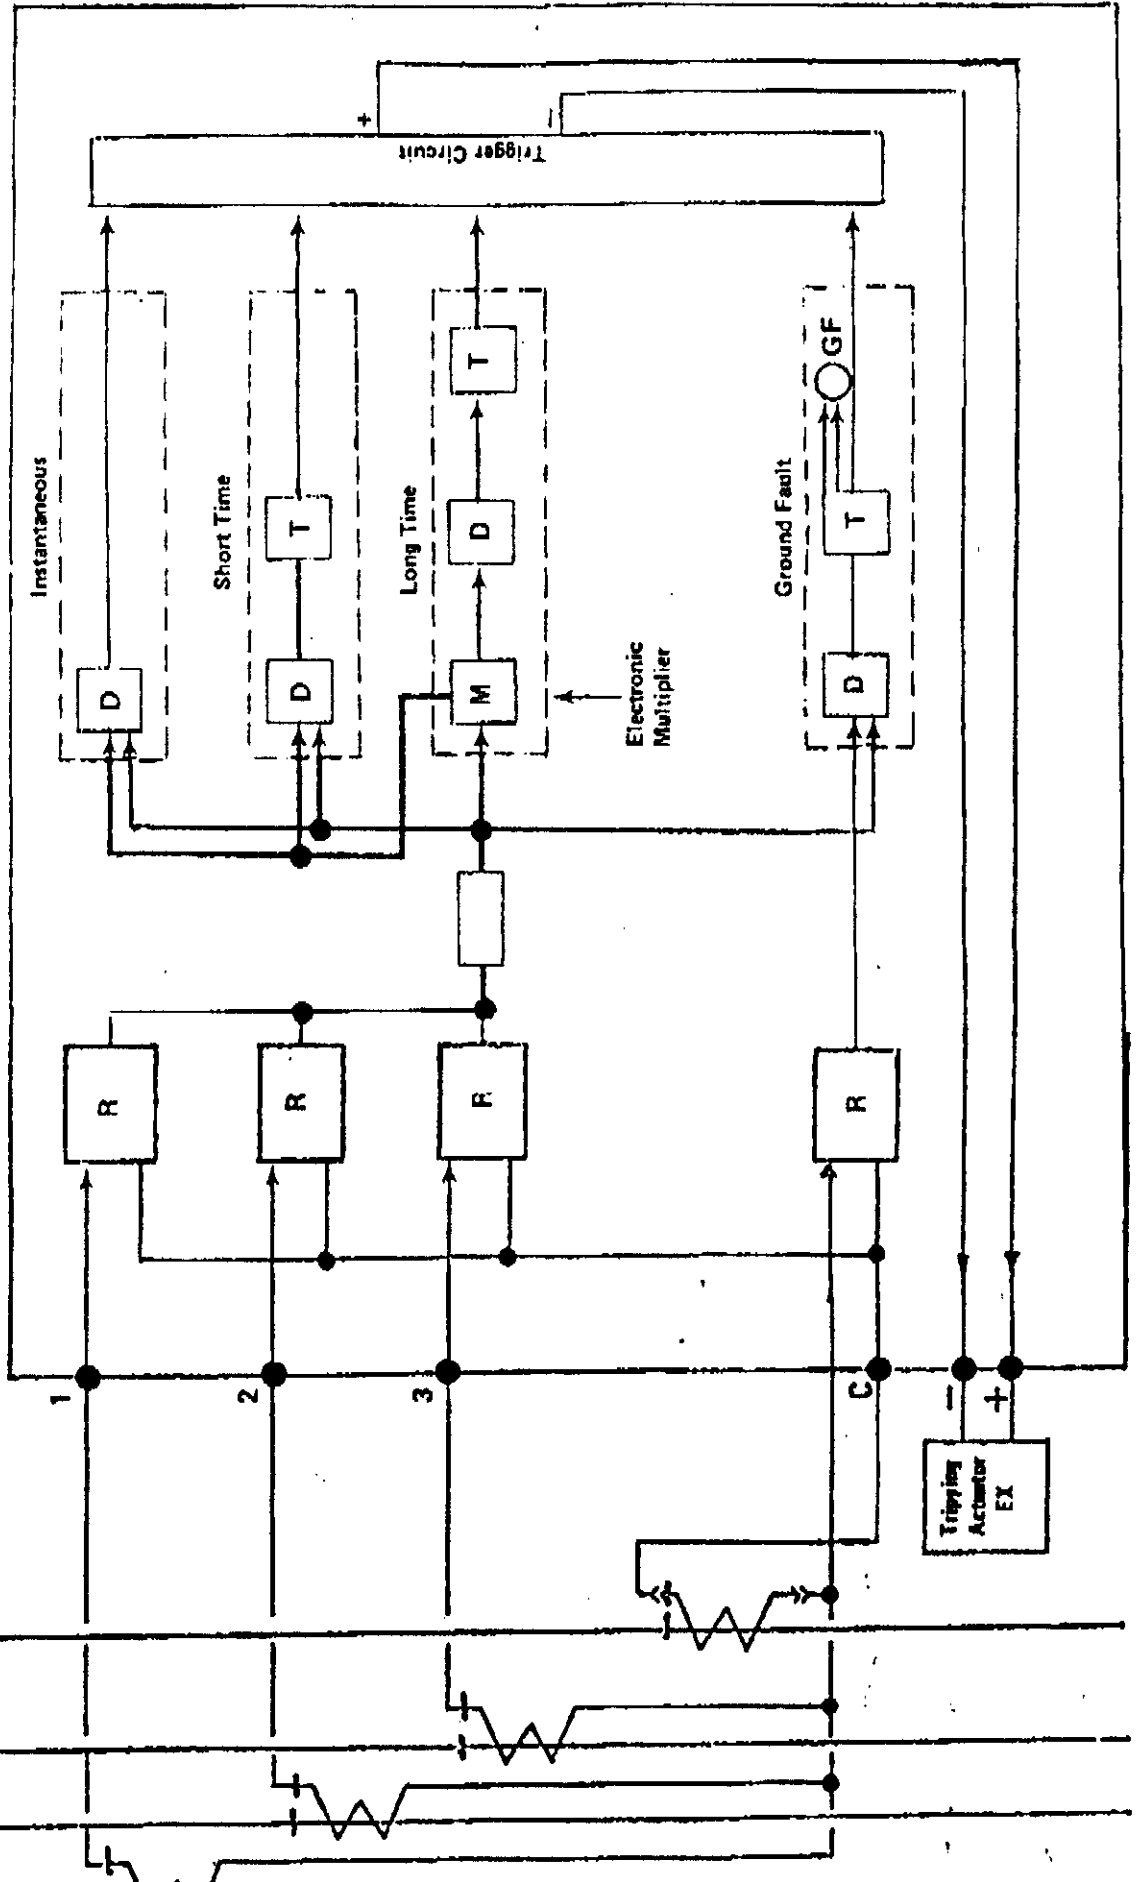 +
−
Trigger Circuit
Instantaneous
D
Short Time
T
D
Long Time
T
D
M
Electronic
Multiplier
Ground Fault
GF
T
D
R
R
R
R
1
2
3
C
−
+
Tripping
Actuator
EX